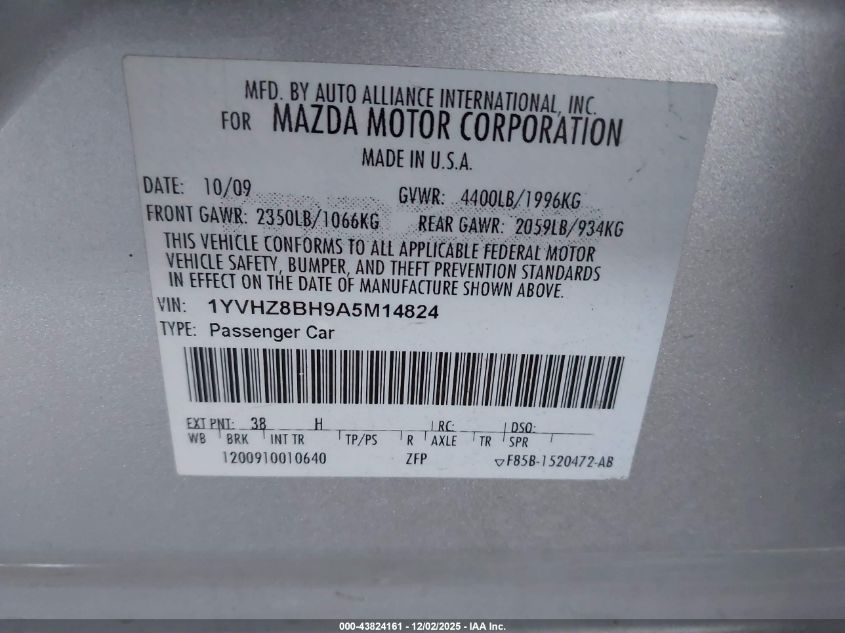 MFD. BY AUTO ALLIANCE INTERNATIONAL, INC.
FOR MAZDA MOTOR CORPORATION
MADE IN U.S.A.
DATE: 10/09 GVWR: 4400LB/1996KG
FRONT GAWR: 2350LB/1066KG REAR GAWR: 2059LB/934KG
THIS VEHICLE CONFORMS TO ALL APPLICABLE FEDERAL MOTOR
VEHICLE SAFETY, BUMPER, AND THEFT PREVENTION STANDARDS
IN EFFECT ON THE DATE OF MANUFACTURE SHOWN ABOVE.
VIN: 1YVHZ8BH9A5M14824
TYPE: Passenger Car
EXT PNT: 38 H RC: DSO:
WB BRK INT TR TP/PS R AXLE TR SPR
1200910010640 ZFP F85B-1520472-AB
000-43824161 - 12/02/2025 - IAA Inc.